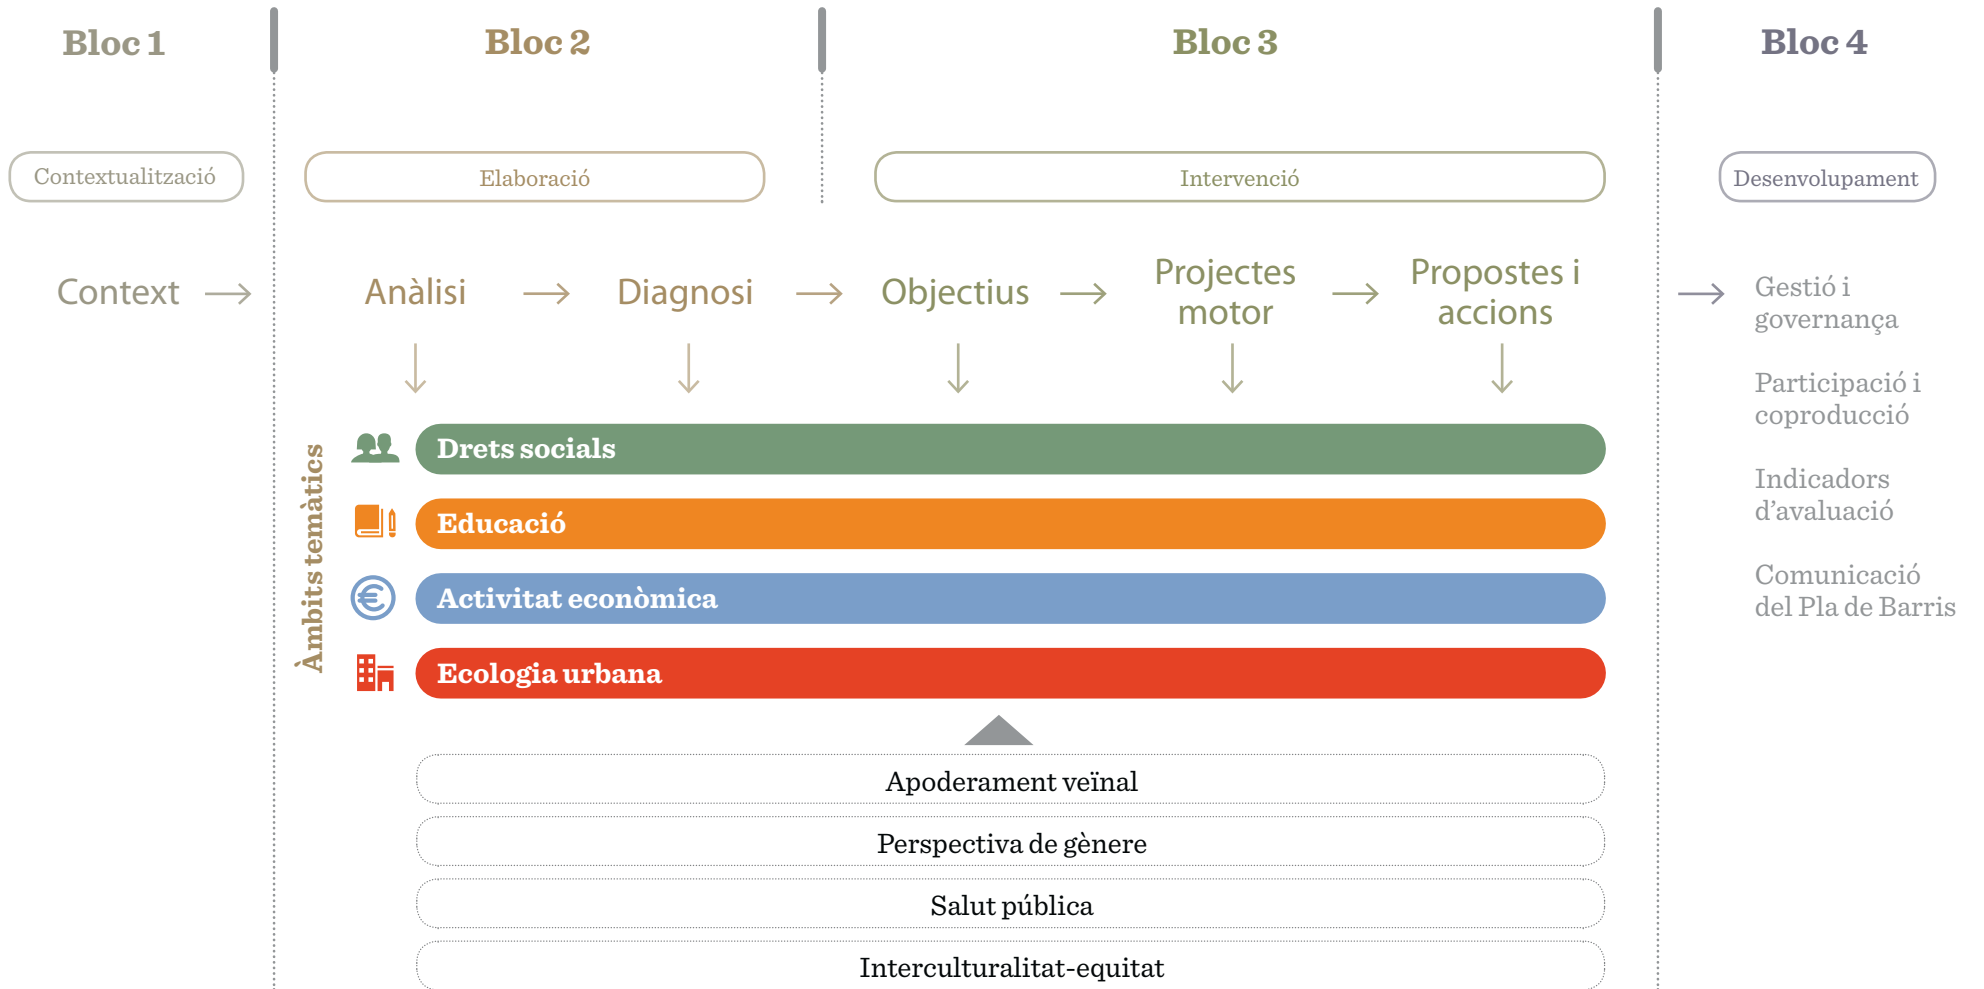 Bloc 1
Bloc 2
Bloc 3
Bloc 4
Contextualització
Elaboració
Intervenció
Desenvolupament
Context
Anàlisi
Diagnosi
Objectius
Projectes
motor
Propostes i
accions
Gestió i
governança
Participació i
coproducció
Indicadors
d’avaluació
Comunicació
del Pla de Barris
Àmbits temàtics
Drets socials
Educació
Activitat econòmica
Ecologia urbana
Apoderament veïnal
Perspectiva de gènere
Salut pública
Interculturalitat-equitat